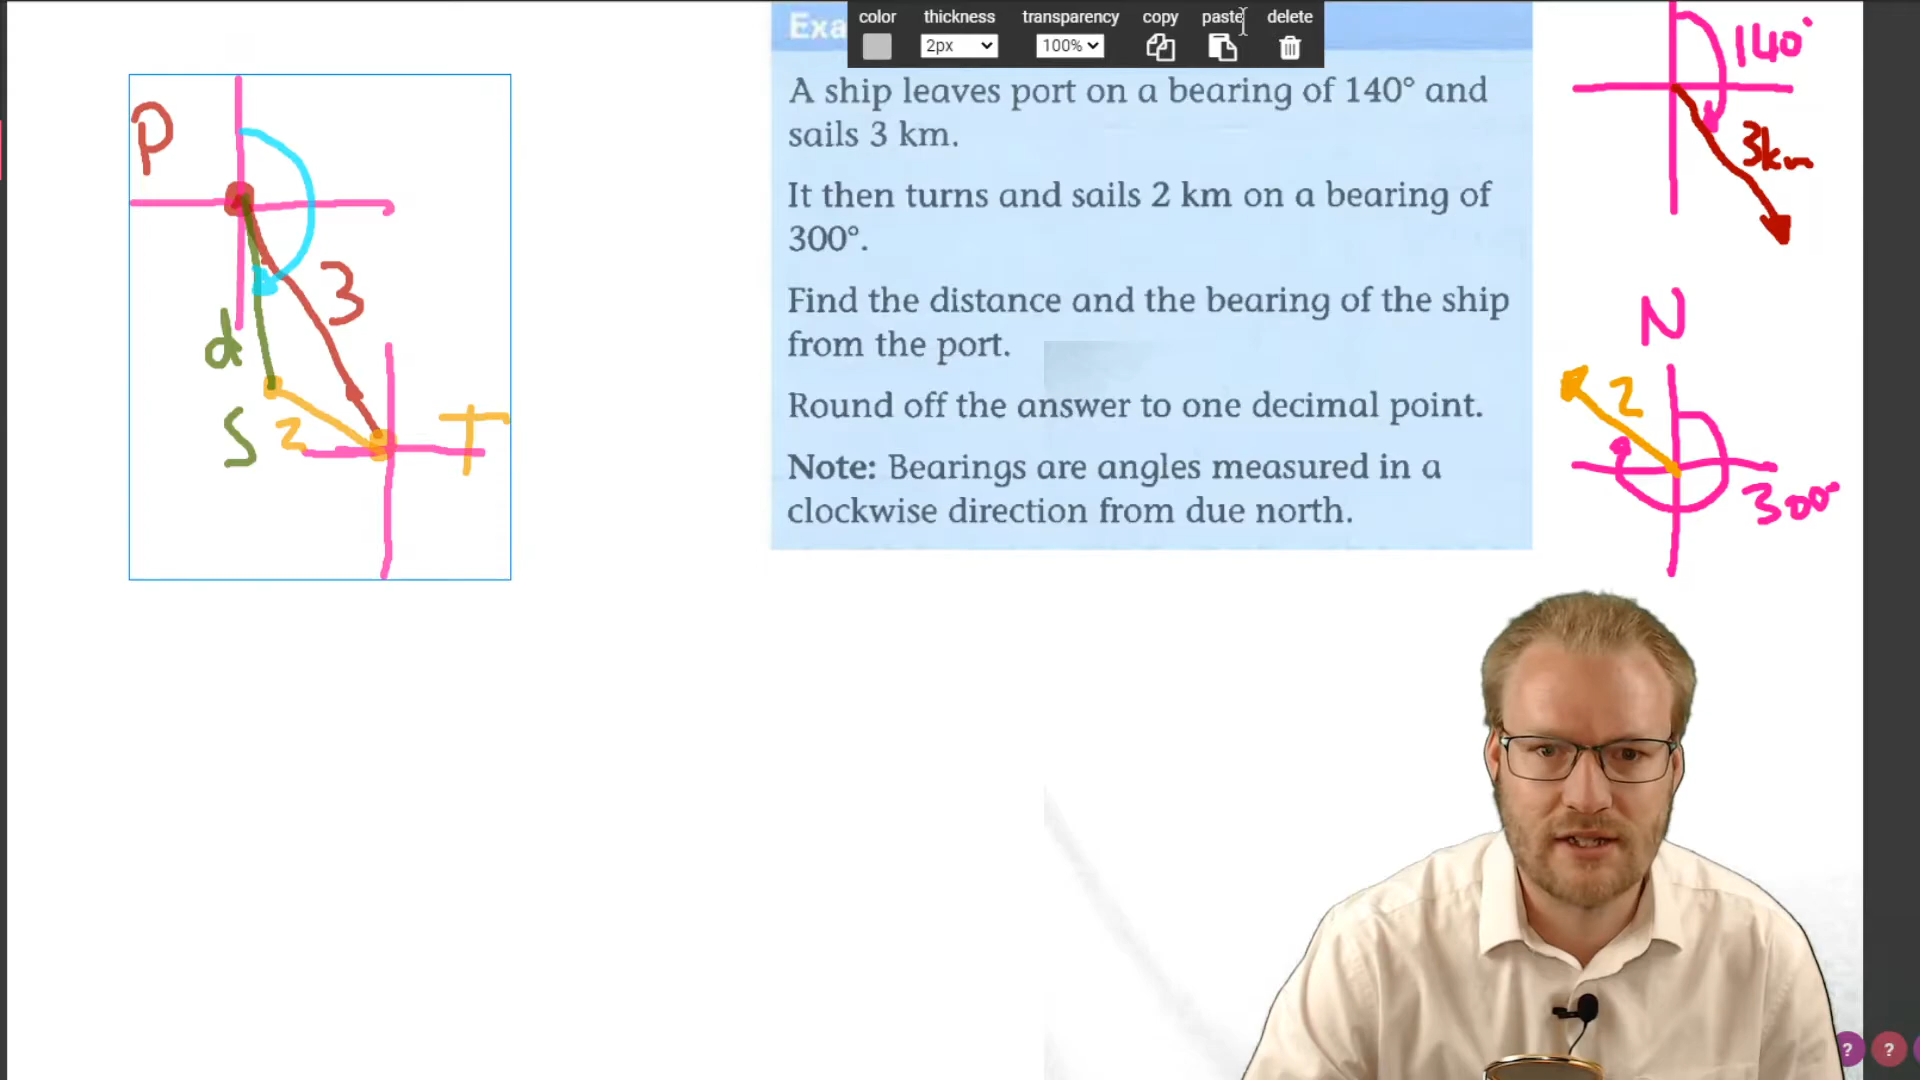 color thickness transparency copy paste delete
2px 100%
Exa
A ship leaves port on a bearing of 140° and
sails 3 km.
It then turns and sails 2 km on a bearing of
300°.
Find the distance and the bearing of the ship
from the port.
Round off the answer to one decimal point.
Note: Bearings are angles measured in a
clockwise direction from due north.
P
3
d
S
2
T
140°
3km
N
2
300°
? ?